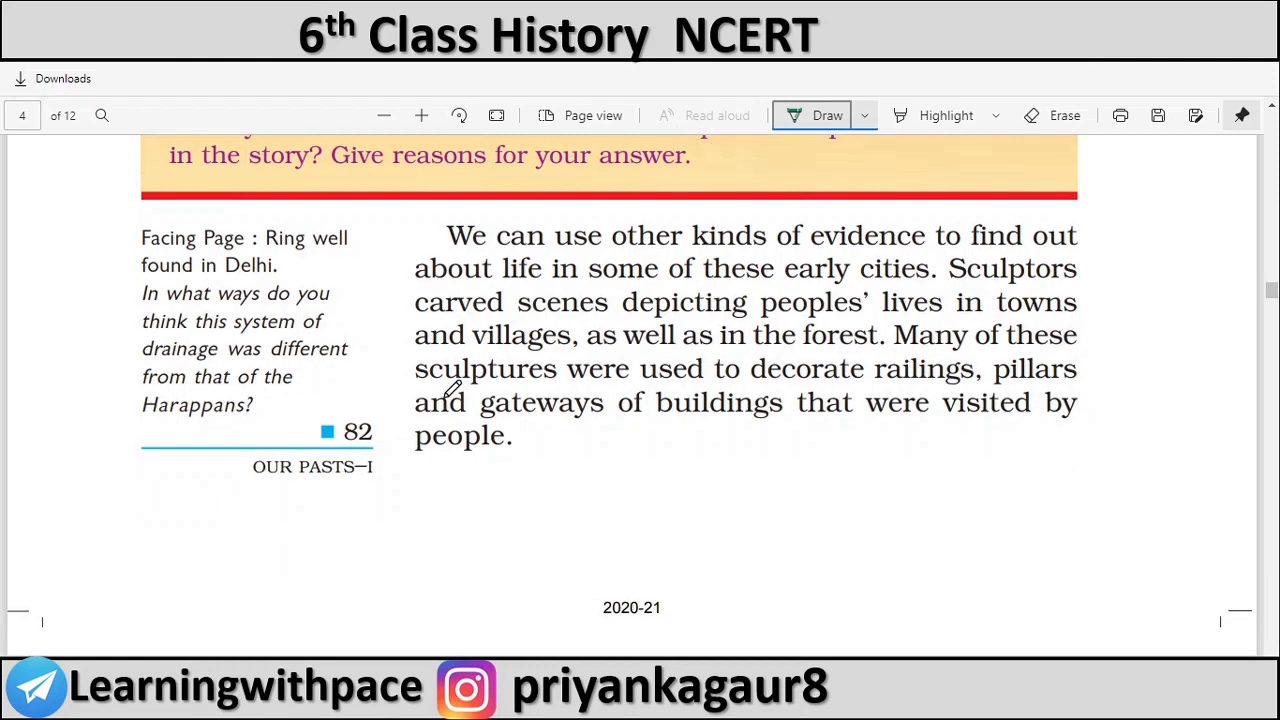 6th Class History NCERT
Downloads
4 of 12 Page view Read aloud Draw Highlight Erase
in the story? Give reasons for your answer.
Facing Page : Ring well
found in Delhi.
In what ways do you
think this system of
drainage was different
from that of the
Harappans?
82
OUR PASTS—I
We can use other kinds of evidence to find out
about life in some of these early cities. Sculptors
carved scenes depicting peoples’ lives in towns
and villages, as well as in the forest. Many of these
sculptures were used to decorate railings, pillars
and gateways of buildings that were visited by
people.
2020-21
Learningwithpace priyankagaur8